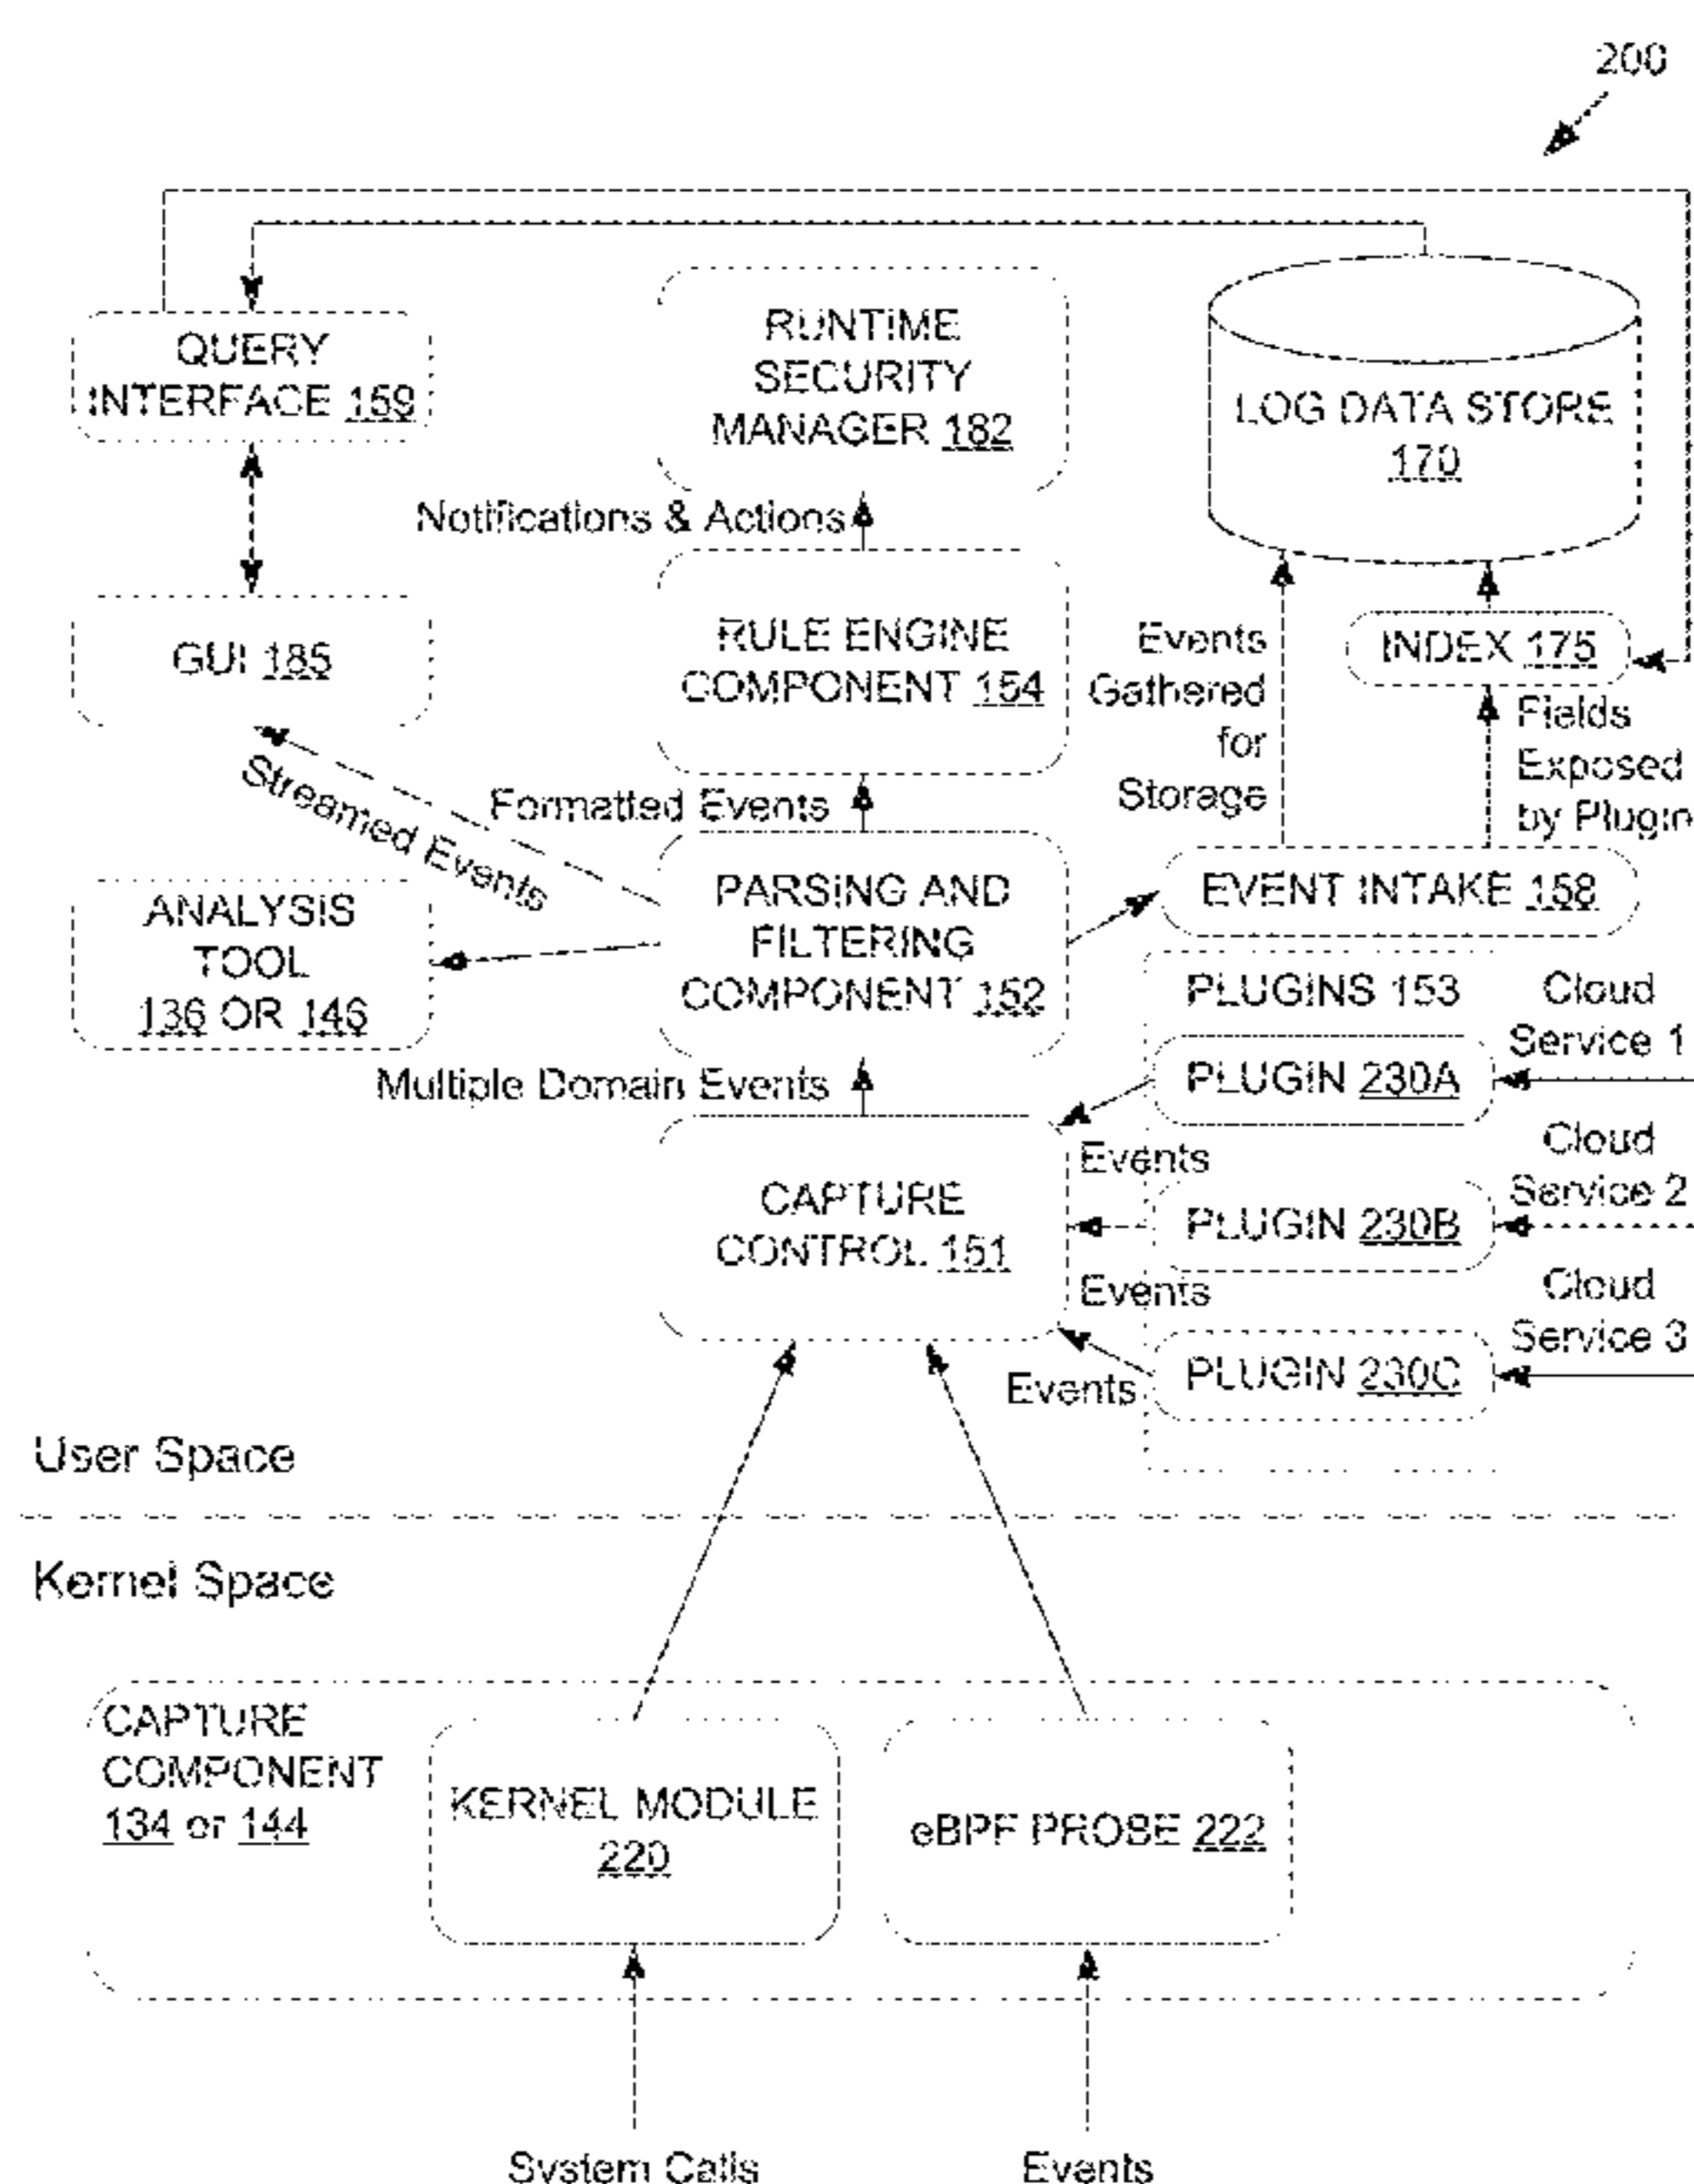 200
QUERY
INTERFACE 159
RUNTIME
SECURITY
MANAGER 182
LOG DATA STORE
170
Notifications & Actions
GUI 185
RULE ENGINE
COMPONENT 154
Events
Gathered
for
Storage
INDEX 175
Fields
Exposed
by Plugin
Streamed Events
Formatted Events
ANALYSIS
TOOL
136 OR 146
PARSING AND
FILTERING
COMPONENT 152
EVENT INTAKE 158
PLUGINS 153
Cloud
Service 1
PLUGIN 230A
Multiple Domain Events
Events
Cloud
Service 2
CAPTURE
CONTROL 151
PLUGIN 230B
Events
Cloud
Service 3
PLUGIN 230C
Events
User Space
Kernel Space
CAPTURE
COMPONENT
134 or 144
KERNEL MODULE
220
eBPF PROBE 222
System Calls
Events